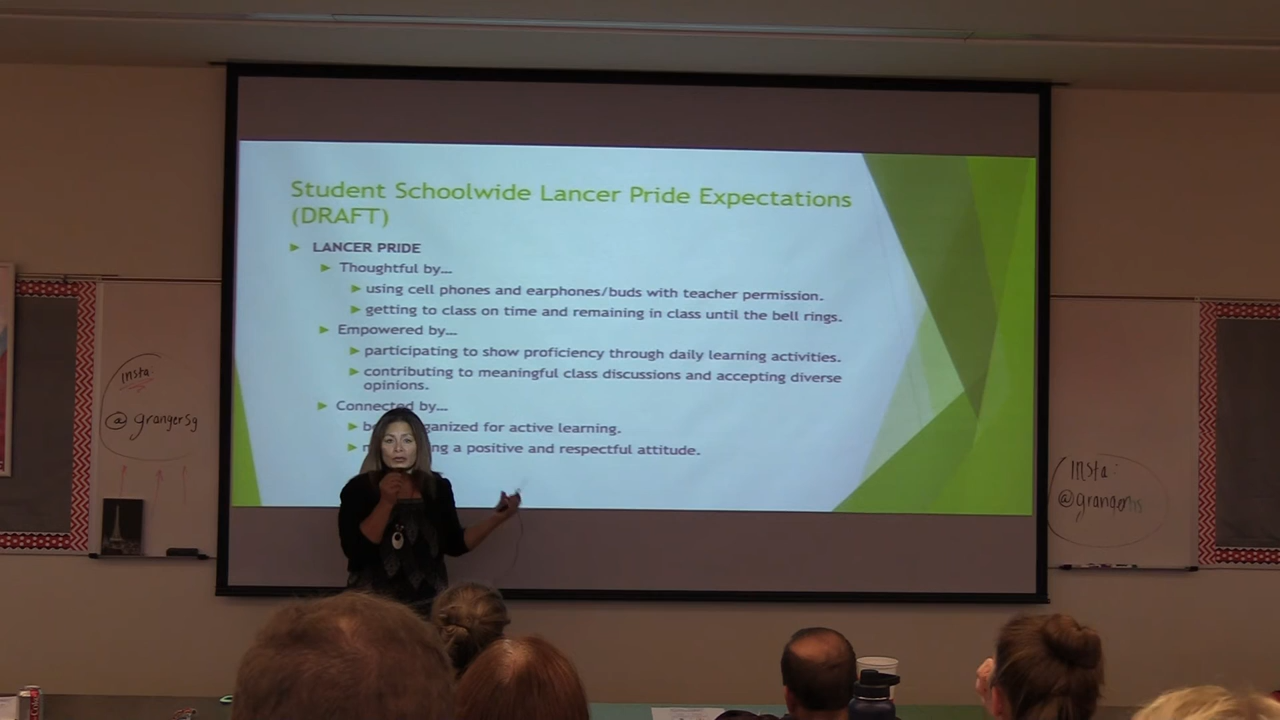 Student Schoolwide Lancer Pride Expectations
(DRAFT)
LANCER PRIDE
Thoughtful by...
using cell phones and earphones/buds with teacher permission.
getting to class on time and remaining in class until the bell rings.
Empowered by...
participating to show proficiency through daily learning activities.
contributing to meaningful class discussions and accepting diverse
opinions.
Connected by...
organized for active learning.
a positive and respectful attitude.
insta
@grangersg
Insta: